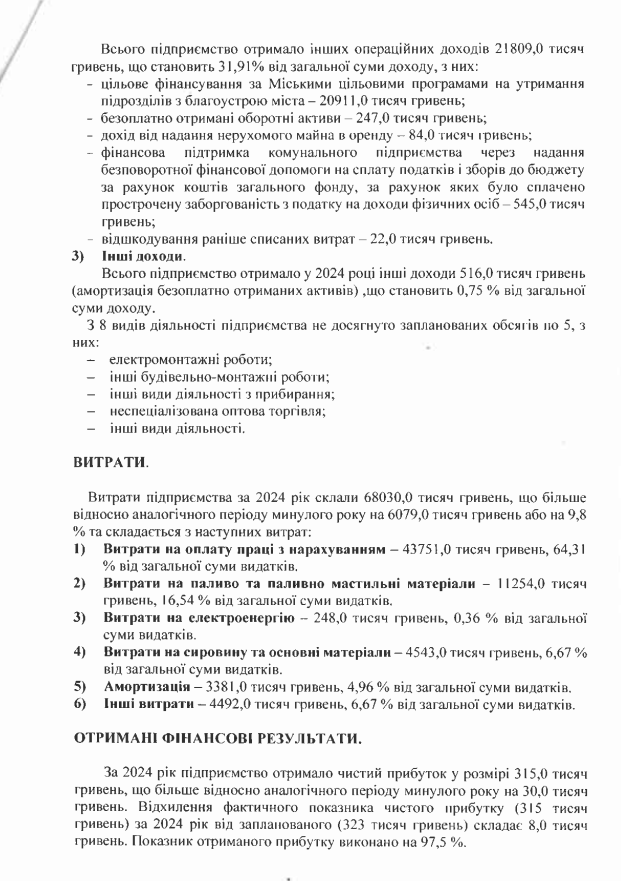 Всього підприємство отримало інших операційних доходів 21809,0 тисяч
гривень, що становить 31,91% від загальної суми доходу, з них:
- цільове фінансування за Міськими цільовими програмами на утримання
підрозділів з благоустрою міста – 20911,0 тисяч гривень;
- безоплатно отримані оборотні активи – 247,0 тисяч гривень;
- дохід від надання нерухомого майна в оренду – 84,0 тисяч гривень;
- фінансова підтримка комунального підприємства через надання
безповоротної фінансової допомоги на сплату податків і зборів до бюджету
за рахунок коштів загального фонду, за рахунок яких було сплачено
прострочену заборгованість з податку на доходи фізичних осіб – 545,0 тисяч
гривень;
- відшкодування раніше списаних витрат – 22,0 тисяч гривень.
3) Інші доходи.
Всього підприємство отримало у 2024 році інші доходи 516,0 тисяч гривень
(амортизація безоплатно отриманих активів) ,що становить 0,75 % від загальної
суми доходу.
З 8 видів діяльності підприємства не досягнуто запланованих обсягів по 5, з
них:
– електромонтажні роботи;
– інші будівельно-монтажні роботи;
– інші види діяльності з прибирання;
– неспеціалізована оптова торгівля;
– інші види діяльності.
ВИТРАТИ.
Витрати підприємства за 2024 рік склали 68030,0 тисяч гривень, що більше
відносно аналогічного періоду минулого року на 6079,0 тисяч гривень або на 9,8
% та складається з наступних витрат:
1) Витрати на оплату праці з нарахуванням – 43751,0 тисяч гривень, 64,31
% від загальної суми видатків.
2) Витрати на паливо та паливно мастильні матеріали – 11254,0 тисяч
гривень, 16,54 % від загальної суми видатків.
3) Витрати на електроенергію – 248,0 тисяч гривень, 0,36 % від загальної
суми видатків.
4) Витрати на сировину та основні матеріали – 4543,0 тисяч гривень, 6,67 %
від загальної суми видатків.
5) Амортизація – 3381,0 тисяч гривень, 4,96 % від загальної суми видатків.
6) Інші витрати – 4492,0 тисяч гривень, 6,67 % від загальної суми видатків.
ОТРИМАНІ ФІНАНСОВІ РЕЗУЛЬТАТИ.
За 2024 рік підприємство отримало чистий прибуток у розмірі 315,0 тисяч
гривень, що більше відносно аналогічного періоду минулого року на 30,0 тисяч
гривень. Відхилення фактичного показника чистого прибутку (315 тисяч
гривень) за 2024 рік від запланованого (323 тисяч гривень) складає 8,0 тисяч
гривень. Показник отриманого прибутку виконано на 97,5 %.